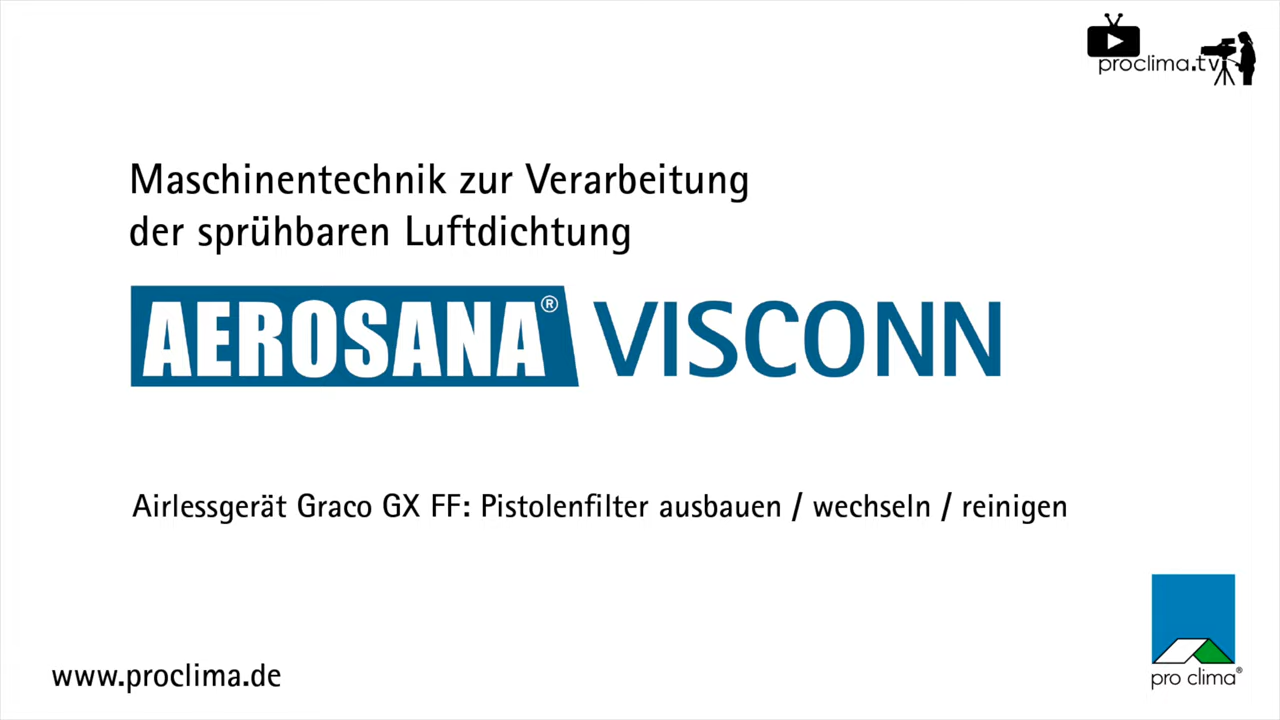 proclima.tv
Maschinentechnik zur Verarbeitung
der sprühbaren Luftdichtung
AEROSANA® VISCONN
Airlessgerät Graco GX FF: Pistolenfilter ausbauen / wechseln / reinigen
www.proclima.de
pro clima®